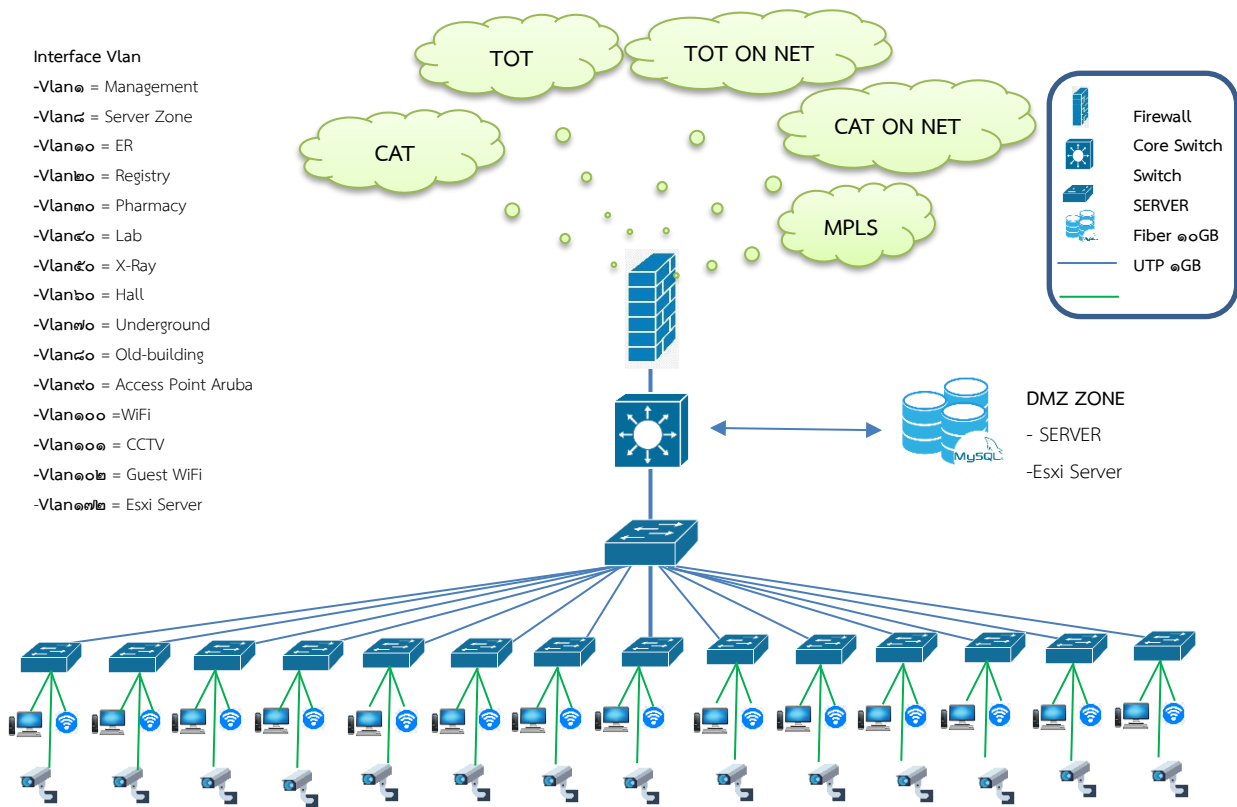 Interface Vlan
-Vlan๑ = Management
-Vlan๘ = Server Zone
-Vlan๑๐ = ER
-Vlan๒๐ = Registry
-Vlan๓๐ = Pharmacy
-Vlan๔๐ = Lab
-Vlan๕๐ = X-Ray
-Vlan๖๐ = Hall
-Vlan๗๐ = Underground
-Vlan๘๐ = Old-building
-Vlan๙๐ = Access Point Aruba
-Vlan๑๐๐ =WiFi
-Vlan๑๐๑ = CCTV
-Vlan๑๐๒ = Guest WiFi
-Vlan๑๗๒ = Esxi Server
TOT
TOT ON NET
CAT
CAT ON NET
MPLS
Firewall
Core Switch
Switch
SERVER
Fiber ๑๐GB
UTP ๑GB
MySQL
DMZ ZONE
- SERVER
-Esxi Server